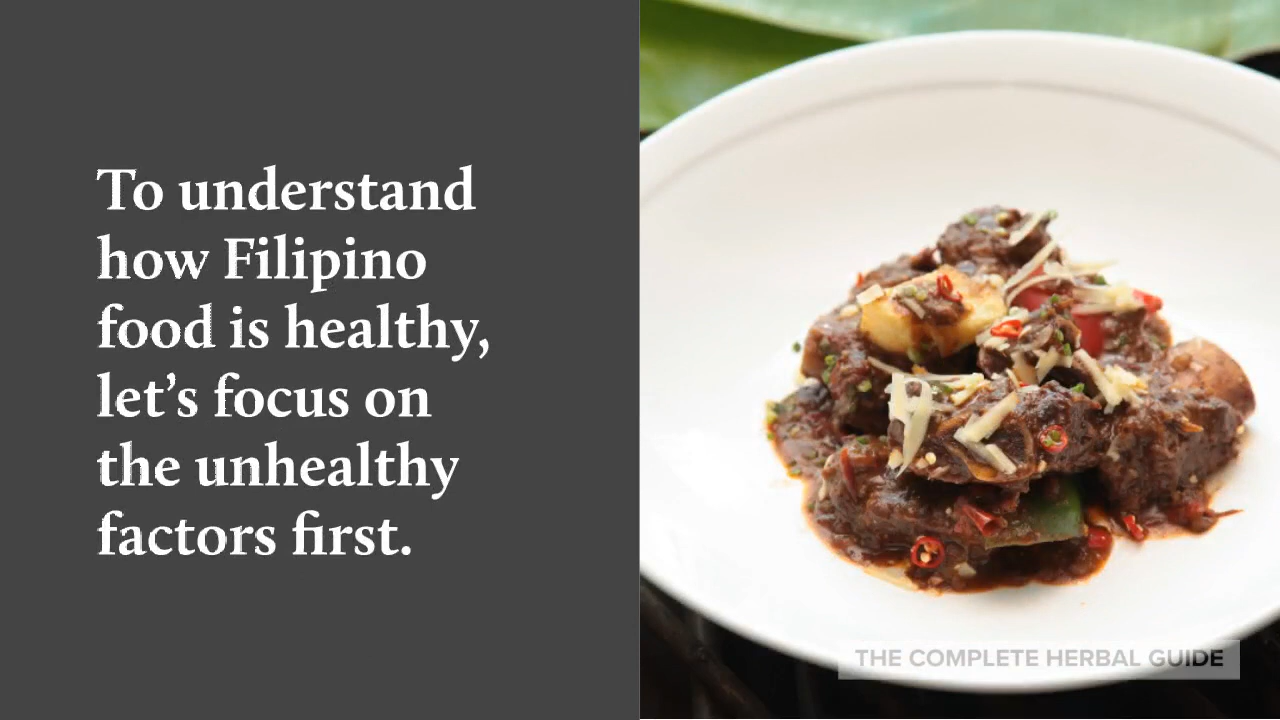 To understand
how Filipino
food is healthy,
let’s focus on
the unhealthy
factors first.
THE COMPLETE HERBAL GUIDE